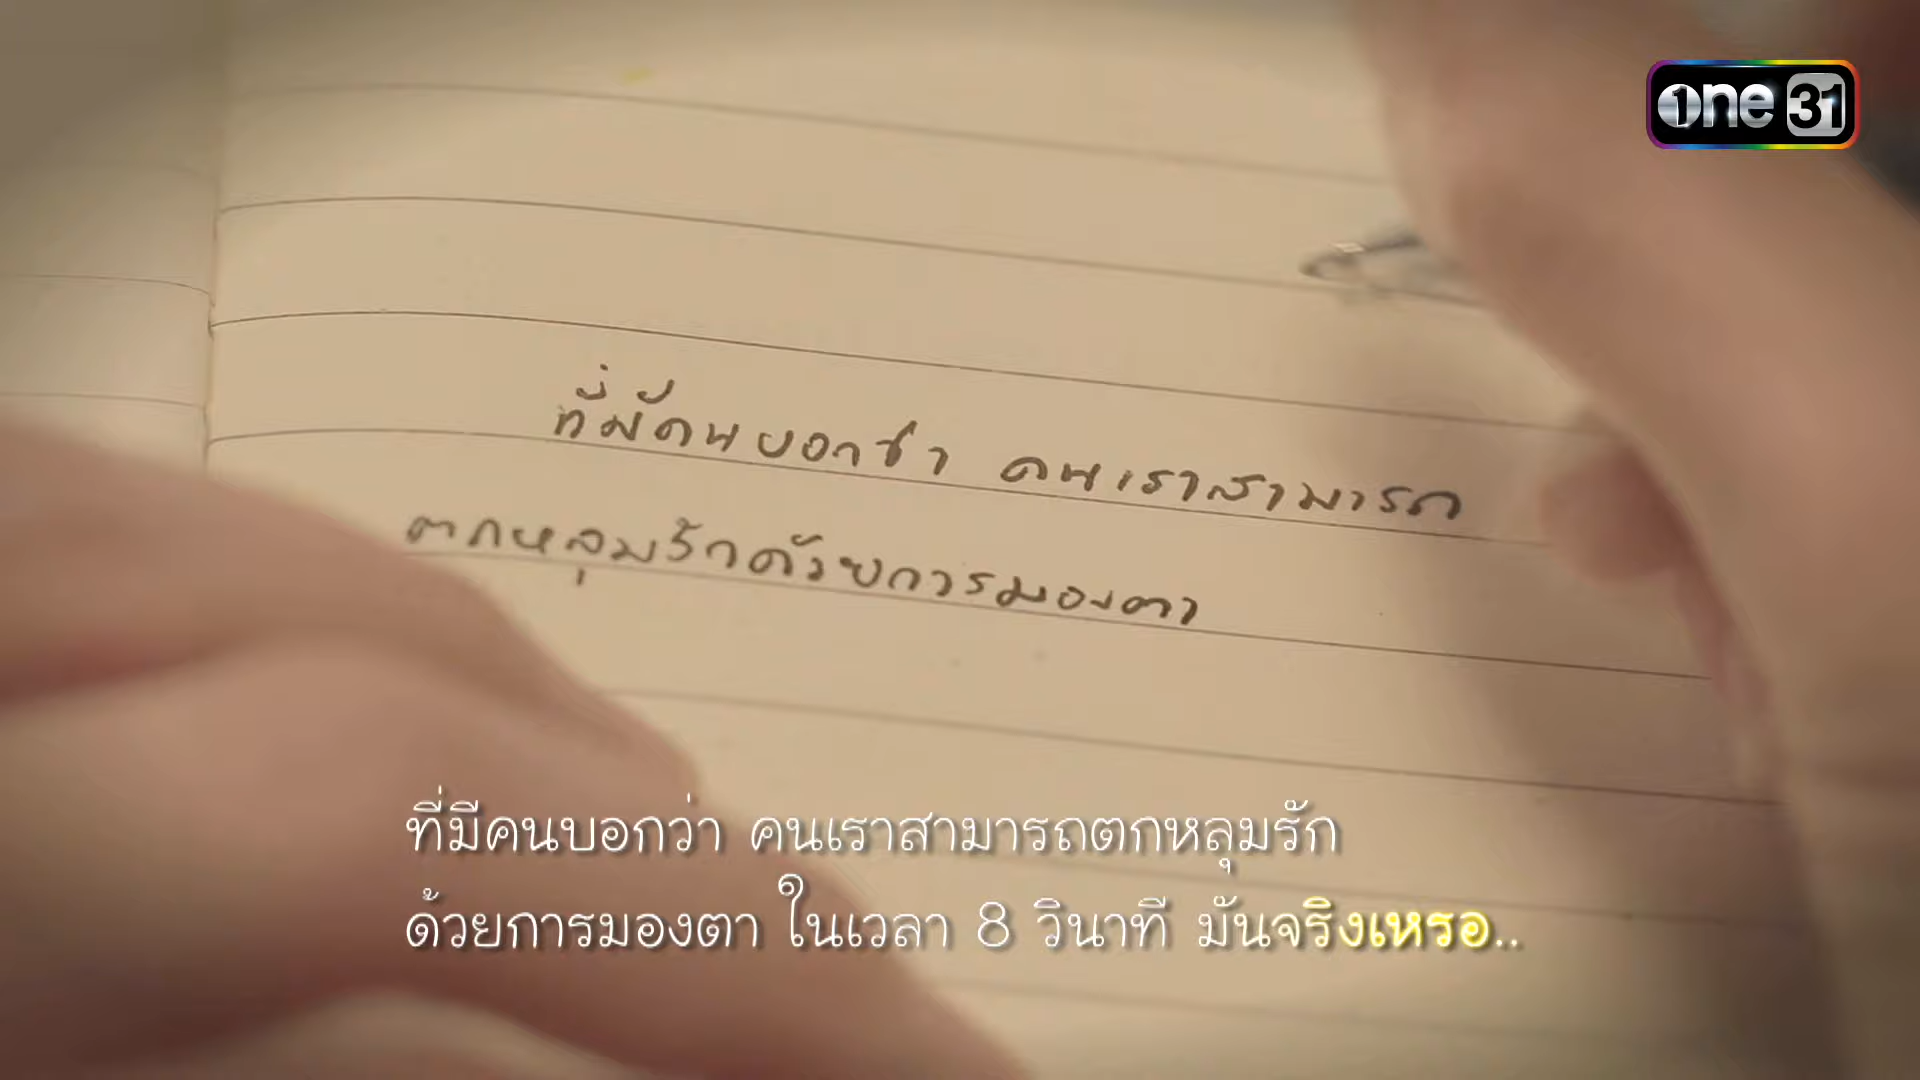 one31
ที่มีคนบอกว่า คนเราสามารถ
ตกหลุมรักด้วยการมองตา
ที่มีคนบอกว่า คนเราสามารถตกหลุมรัก
ด้วยการมองตา ในเวลา 8 วินาที มันจริงเหรอ..